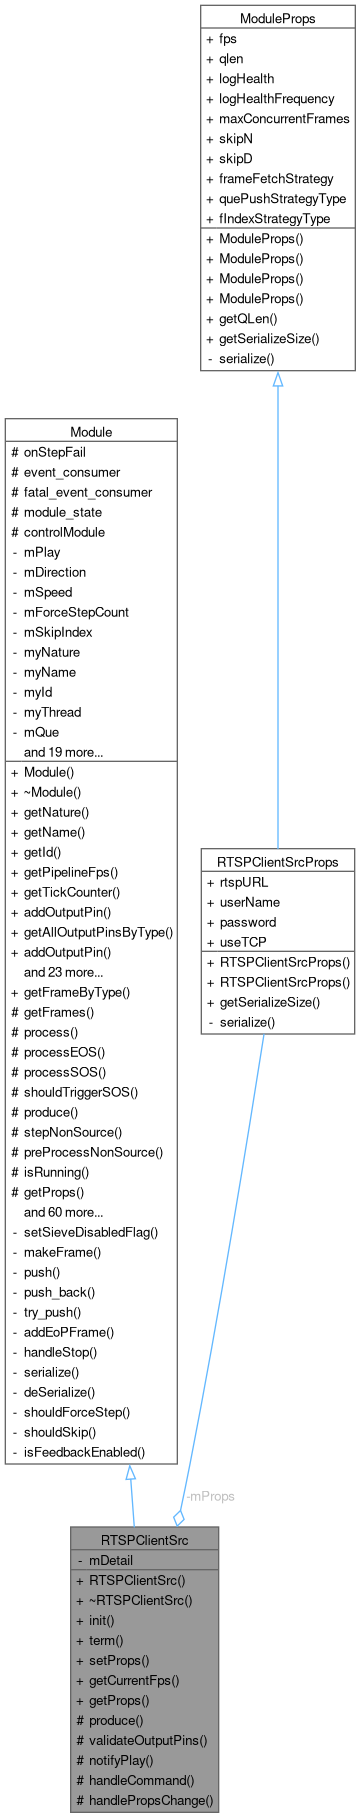 ModuleProps
+ fps
+ qlen
+ logHealth
+ logHealthFrequency
+ maxConcurrentFrames
+ skipN
+ skipD
+ frameFetchStrategy
+ quePushStrategyType
+ fIndexStrategyType
+ ModuleProps()
+ ModuleProps()
+ ModuleProps()
+ ModuleProps()
+ getQLen()
+ getSerializeSize()
- serialize()
Module
# onStepFail
# event_consumer
# fatal_event_consumer
# module_state
# controlModule
- mPlay
- mDirection
- mSpeed
- mForceStepCount
- mSkipIndex
- myNature
- myName
- myId
- myThread
- mQue
and 19 more...
+ Module()
+ ~Module()
+ getNature()
+ getName()
+ getId()
+ getPipelineFps()
+ getTickCounter()
+ addOutputPin()
+ getAllOutputPinsByType()
+ addOutputPin()
and 23 more...
+ getFrameByType()
# getFrames()
# process()
# processEOS()
# processSOS()
# shouldTriggerSOS()
# produce()
# stepNonSource()
# preProcessNonSource()
# isRunning()
# getProps()
and 60 more...
- setSieveDisabledFlag()
- makeFrame()
- push()
- push_back()
- try_push()
- addEoPFrame()
- handleStop()
- serialize()
- deSerialize()
- shouldForceStep()
- shouldSkip()
- isFeedbackEnabled()
RTSPClientSrcProps
+ rtspURL
+ userName
+ password
+ useTCP
+ RTSPClientSrcProps()
+ RTSPClientSrcProps()
+ getSerializeSize()
- serialize()
-mProps
RTSPClientSrc
- mDetail
+ RTSPClientSrc()
+ ~RTSPClientSrc()
+ init()
+ term()
+ setProps()
+ getCurrentFps()
+ getProps()
# produce()
# validateOutputPins()
# notifyPlay()
# handleCommand()
# handlePropsChange()